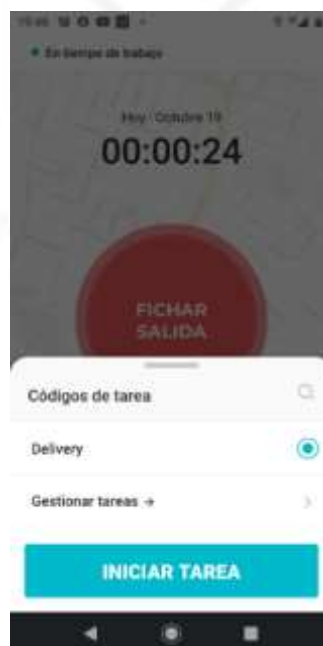 En tiempo de trabajo
Hoy · Octubre 19
00:00:24
FICHAR
SALIDA
Códigos de tarea
Delivery
Gestionar tareas →
INICIAR TAREA